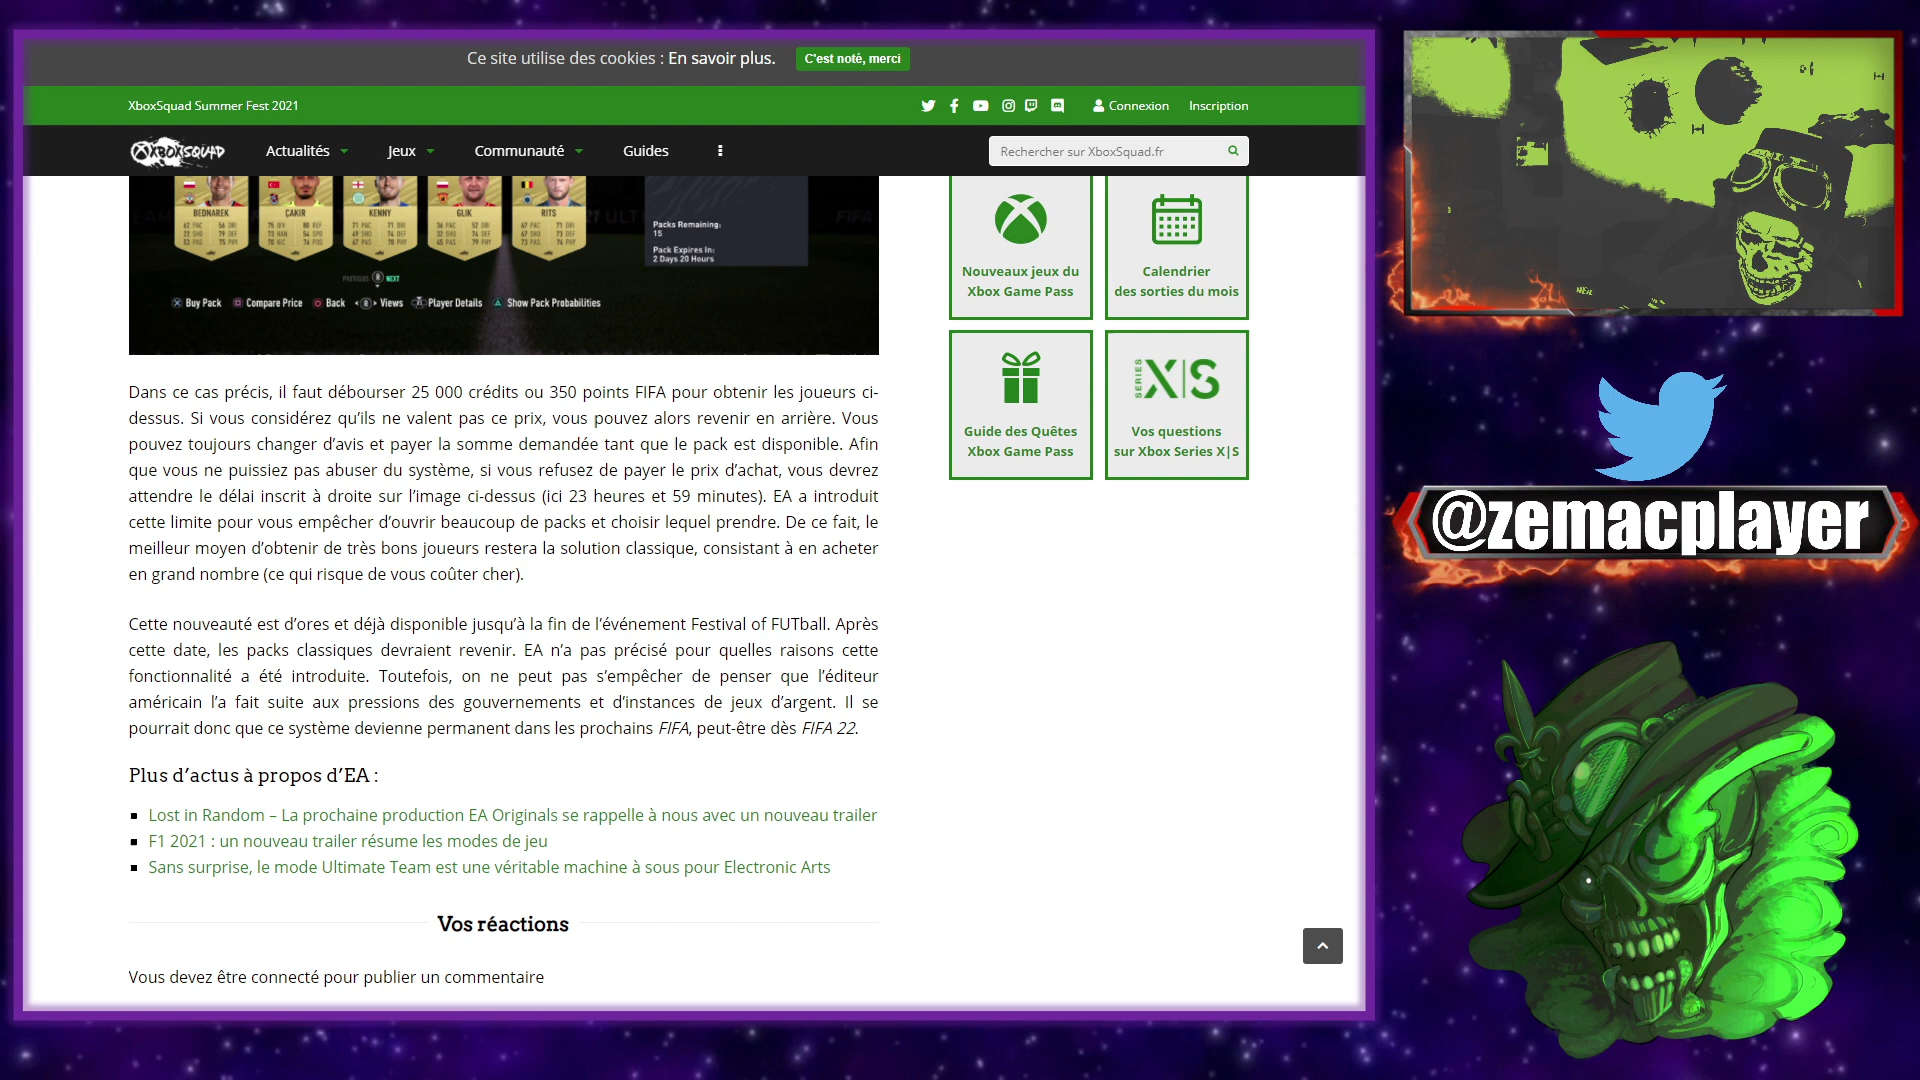 Ce site utilise des cookies : En savoir plus. C'est noté, merci
XboxSquad Summer Fest 2021
Connexion Inscription
XBOXSQUAD Actualités Jeux Communauté Guides
Rechercher sur XboxSquad.fr
BEDNAREK ÇAKIR KENNY GLIK RITS
Packs Remaining:
15
Pack Expires In:
2 Days 20 Hours
PREVIOUS R NEXT
Buy Pack Compare Price Back Views Player Details Show Pack Probabilities
Nouveaux jeux du
Xbox Game Pass
Calendrier
des sorties du mois
Guide des Quêtes
Xbox Game Pass
SERIES X|S
Vos questions
sur Xbox Series X|S
Dans ce cas précis, il faut débourser 25 000 crédits ou 350 points FIFA pour obtenir les joueurs ci-
dessus. Si vous considérez qu’ils ne valent pas ce prix, vous pouvez alors revenir en arrière. Vous
pouvez toujours changer d’avis et payer la somme demandée tant que le pack est disponible. Afin
que vous ne puissiez pas abuser du système, si vous refusez de payer le prix d’achat, vous devrez
attendre le délai inscrit à droite sur l’image ci-dessus (ici 23 heures et 59 minutes). EA a introduit
cette limite pour vous empêcher d’ouvrir beaucoup de packs et choisir lequel prendre. De ce fait, le
meilleur moyen d’obtenir de très bons joueurs restera la solution classique, consistant à en acheter
en grand nombre (ce qui risque de vous coûter cher).
Cette nouveauté est d’ores et déjà disponible jusqu’à la fin de l’événement Festival of FUTball. Après
cette date, les packs classiques devraient revenir. EA n’a pas précisé pour quelles raisons cette
fonctionnalité a été introduite. Toutefois, on ne peut pas s’empêcher de penser que l’éditeur
américain l’a fait suite aux pressions des gouvernements et d’instances de jeux d’argent. Il se
pourrait donc que ce système devienne permanent dans les prochains FIFA, peut-être dès FIFA 22.
Plus d’actus à propos d’EA :
Lost in Random – La prochaine production EA Originals se rappelle à nous avec un nouveau trailer
F1 2021 : un nouveau trailer résume les modes de jeu
Sans surprise, le mode Ultimate Team est une véritable machine à sous pour Electronic Arts
Vos réactions
Vous devez être connecté pour publier un commentaire
@zemacplayer